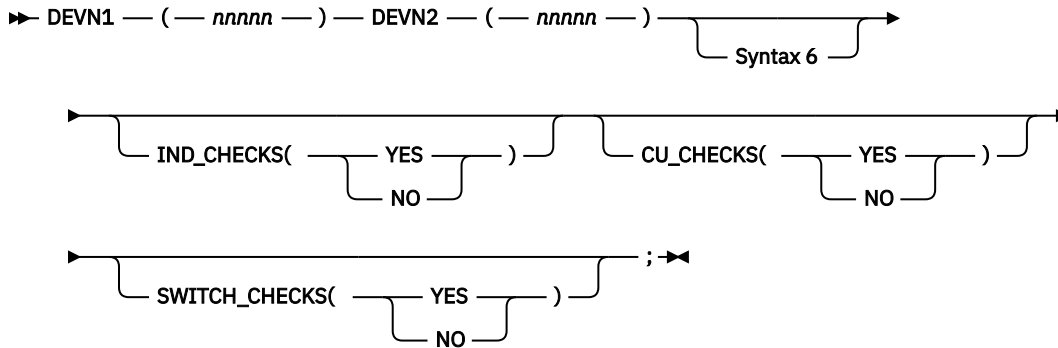 DEVN1 ( nnnnn ) DEVN2 ( nnnnn )
Syntax 6
IND_CHECKS( YES ) CU_CHECKS( YES )
NO NO
SWITCH_CHECKS( YES ) ;
NO